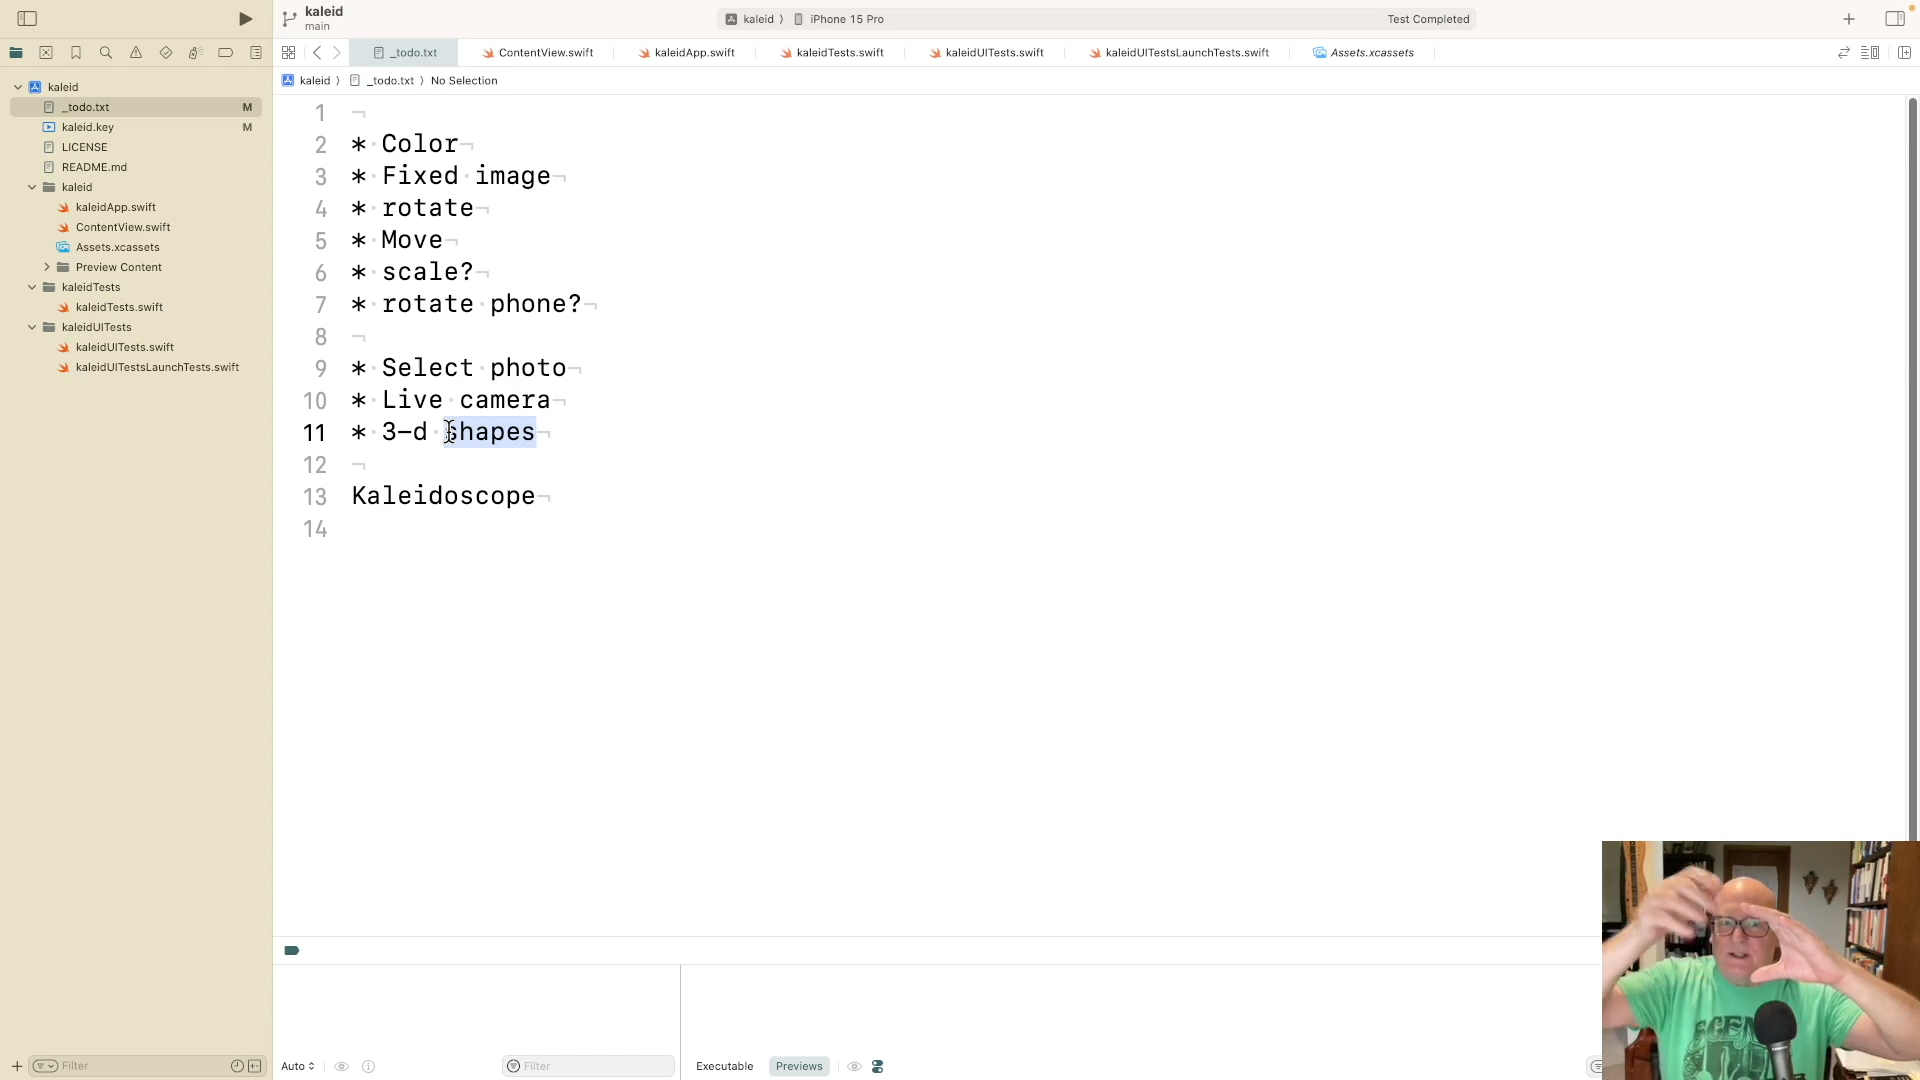 kaleid
main
kaleid ⟩ iPhone 15 Pro
Test Completed
_todo.txt
ContentView.swift
kaleidApp.swift
kaleidTests.swift
kaleidUITests.swift
kaleidUITestsLaunchTests.swift
Assets.xcassets
kaleid ⟩ _todo.txt ⟩ No Selection
kaleid
_todo.txt M
kaleid.key M
LICENSE
README.md
kaleid
kaleidApp.swift
ContentView.swift
Assets.xcassets
Preview Content
kaleidTests
kaleidTests.swift
kaleidUITests
kaleidUITests.swift
kaleidUITestsLaunchTests.swift
1
2 * Color
3 * Fixed image
4 * rotate
5 * Move
6 * scale?
7 * rotate phone?
8
9 * Select photo
10 * Live camera
11 * 3-d shapes
12
13 Kaleidoscope
14
Filter
Auto
Filter
Executable
Previews